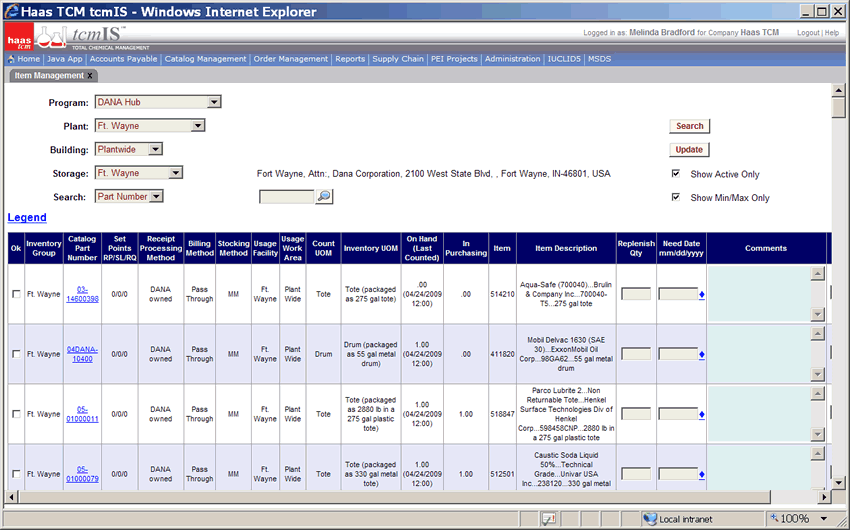 Haas TCM tcmIS - Windows Internet Explorer
haas tcm
tcmIS
TOTAL CHEMICAL MANAGEMENT
Logged in as: Melinda Bradford for Company Haas TCM
Logout | Help
Home | Java App | Accounts Payable | Catalog Management | Order Management | Reports | Supply Chain | PEI Projects | Administration | IUCLID5 | MSDS
Item Management X
Program: DANA Hub
Plant: Ft. Wayne
Search
Building: Plantwide
Update
Storage: Ft. Wayne
Fort Wayne, Attn:, Dana Corporation, 2100 West State Blvd, , Fort Wayne, IN-46801, USA
Show Active Only
Search: Part Number
Show Min/Max Only
Legend
Ok
Inventory
Group
Catalog
Part
Number
Set
Points
RP/SL/RQ
Receipt
Processing
Method
Billing
Method
Stocking
Method
Usage
Facility
Usage
Work
Area
Count
UOM
Inventory UOM
On Hand
(Last
Counted)
In
Purchasing
Item
Item Description
Replenish
Qty
Need Date
mm/dd/yyyy
Comments
Ft. Wayne
03-
14600398
0/0/0
DANA
owned
Pass
Through
MM
Ft.
Wayne
Plant
Wide
Tote
Tote (packaged
as 275 gal tote)
.00
(04/24/2009
12:00)
.00
514210
Aqua-Safe (700040)...Brulin
& Company Inc...700040-
T5...275 gal tote
Ft. Wayne
04DANA-
10400
0/0/0
DANA
owned
Pass
Through
MM
Ft.
Wayne
Plant
Wide
Drum
Drum (packaged
as 55 gal metal
drum)
1.00
(04/24/2009
12:00)
.00
411820
Mobil Delvac 1630 (SAE
30)...ExxonMobil Oil
Corp...98GA62...55 gal metal
drum
Ft. Wayne
05-
01000011
0/0/0
DANA
owned
Pass
Through
MM
Ft.
Wayne
Plant
Wide
Tote
Tote (packaged
as 2880 lb in a
275 gal plastic
tote)
1.00
(04/24/2009
12:00)
1.00
518847
Parco Lubrite 2...Non
Returnable Tote...Henkel
Surface Technologies Div of
Henkel
Corp...598458CNP...2880 lb in
a 275 gal plastic tote
Ft. Wayne
05-
01000079
0/0/0
DANA
owned
Pass
Through
MM
Ft.
Wayne
Plant
Wide
Tote
Tote (packaged
as 330 gal metal
tote)
1.00
(04/24/2009
12:00)
1.00
512501
Caustic Soda Liquid
50%...Technical
Grade...Univar USA
Inc...238120...330 gal metal
Local intranet
100%